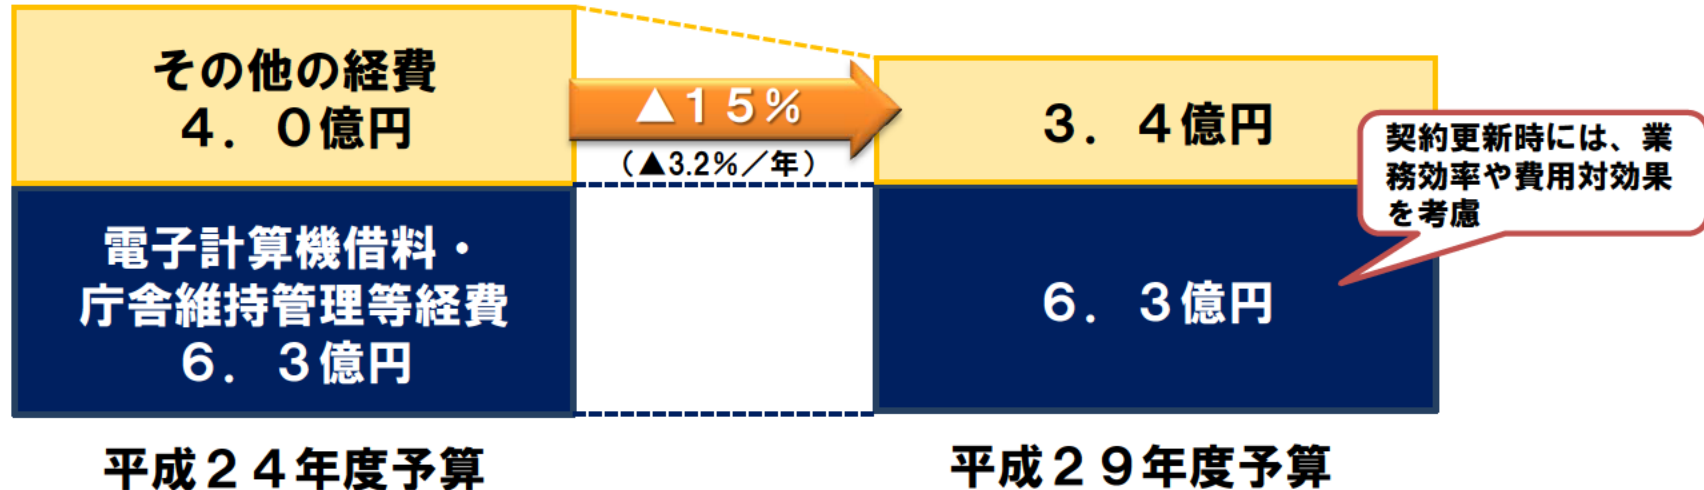 その他の経費
４．０億円
▲１５％
（▲3.2％／年）
３．４億円
契約更新時には、業
務効率や費用対効果
を考慮
電子計算機借料・
庁舎維持管理等経費
６．３億円
６．３億円
平成２４年度予算
平成２９年度予算